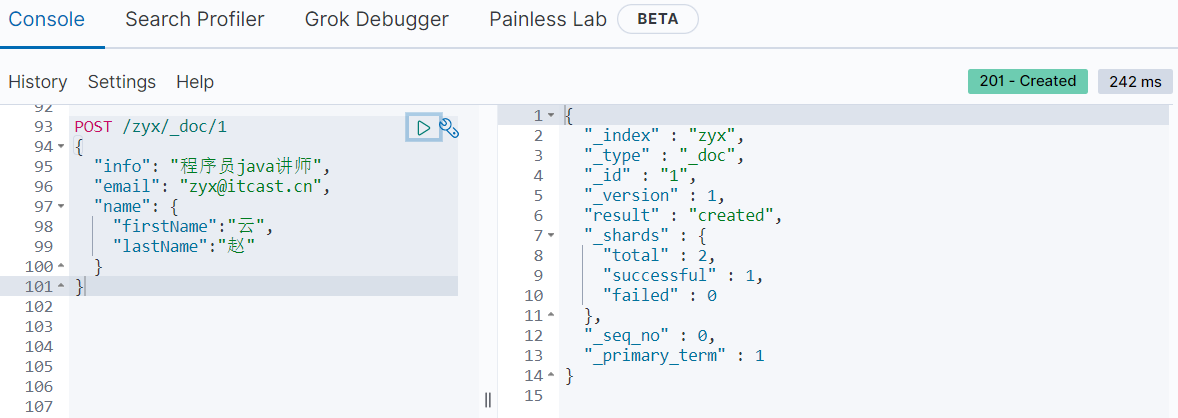 Console Search Profiler Grok Debugger Painless Lab BETA
History Settings Help 201 - Created 242 ms
92
93 POST /zyx/_doc/1
94 {
95 "info": "程序员java讲师",
96 "email": "zyx@itcast.cn",
97 "name": {
98 "firstName":"云",
99 "lastName":"赵"
100 }
101 }
102
103
104
105
106
107
1 {
2 "_index" : "zyx",
3 "_type" : "_doc",
4 "_id" : "1",
5 "_version" : 1,
6 "result" : "created",
7 "_shards" : {
8 "total" : 2,
9 "successful" : 1,
10 "failed" : 0
11 },
12 "_seq_no" : 0,
13 "_primary_term" : 1
14 }
15